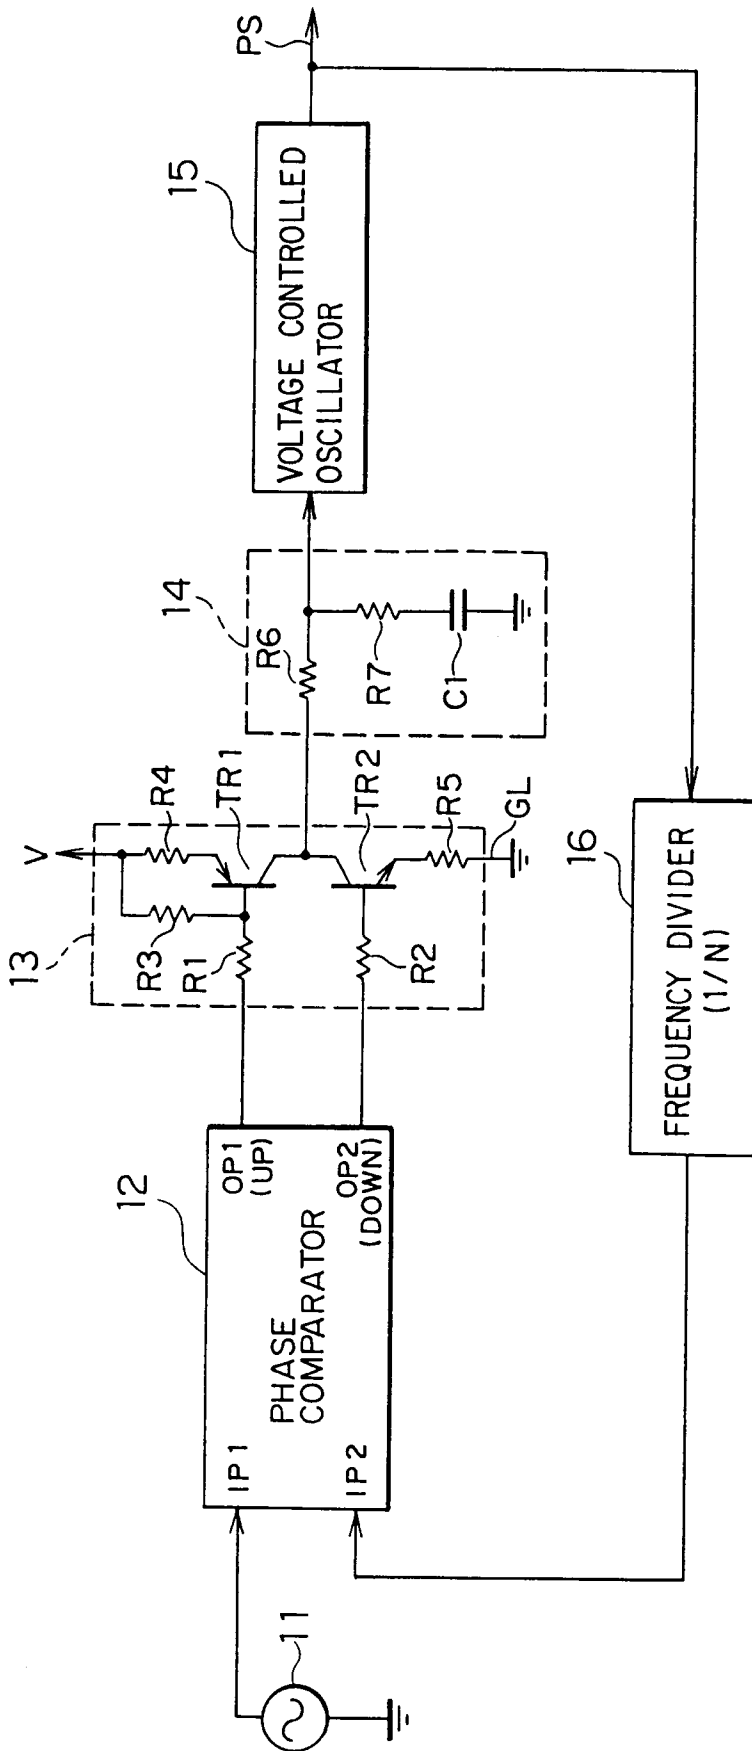 11
12
IP1
IP2
PHASE
COMPARATOR
OP1
(UP)
OP2
(DOWN)
13
V
R3
R4
R1
TR1
R2
TR2
R5
GL
14
R6
R7
C1
15
VOLTAGE CONTROLLED
OSCILLATOR
PS
16
FREQUENCY DIVIDER
(1/N)